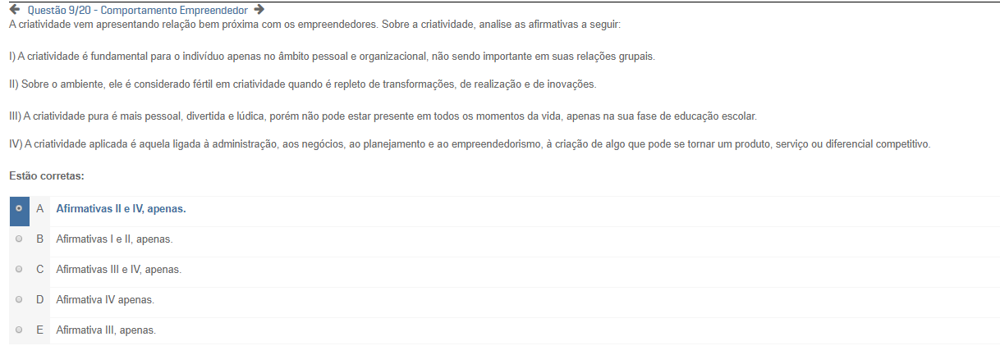 Questão 9/20 - Comportamento Empreendedor
A criatividade vem apresentando relação bem próxima com os empreendedores. Sobre a criatividade, analise as afirmativas a seguir:
I) A criatividade é fundamental para o indivíduo apenas no âmbito pessoal e organizacional, não sendo importante em suas relações grupais.
II) Sobre o ambiente, ele é considerado fértil em criatividade quando é repleto de transformações, de realização e de inovações.
III) A criatividade pura é mais pessoal, divertida e lúdica, porém não pode estar presente em todos os momentos da vida, apenas na sua fase de educação escolar.
IV) A criatividade aplicada é aquela ligada à administração, aos negócios, ao planejamento e ao empreendedorismo, à criação de algo que pode se tornar um produto, serviço ou diferencial competitivo.
Estão corretas:
A Afirmativas II e IV, apenas.
B Afirmativas I e II, apenas.
C Afirmativas III e IV, apenas.
D Afirmativa IV apenas.
E Afirmativa III, apenas.